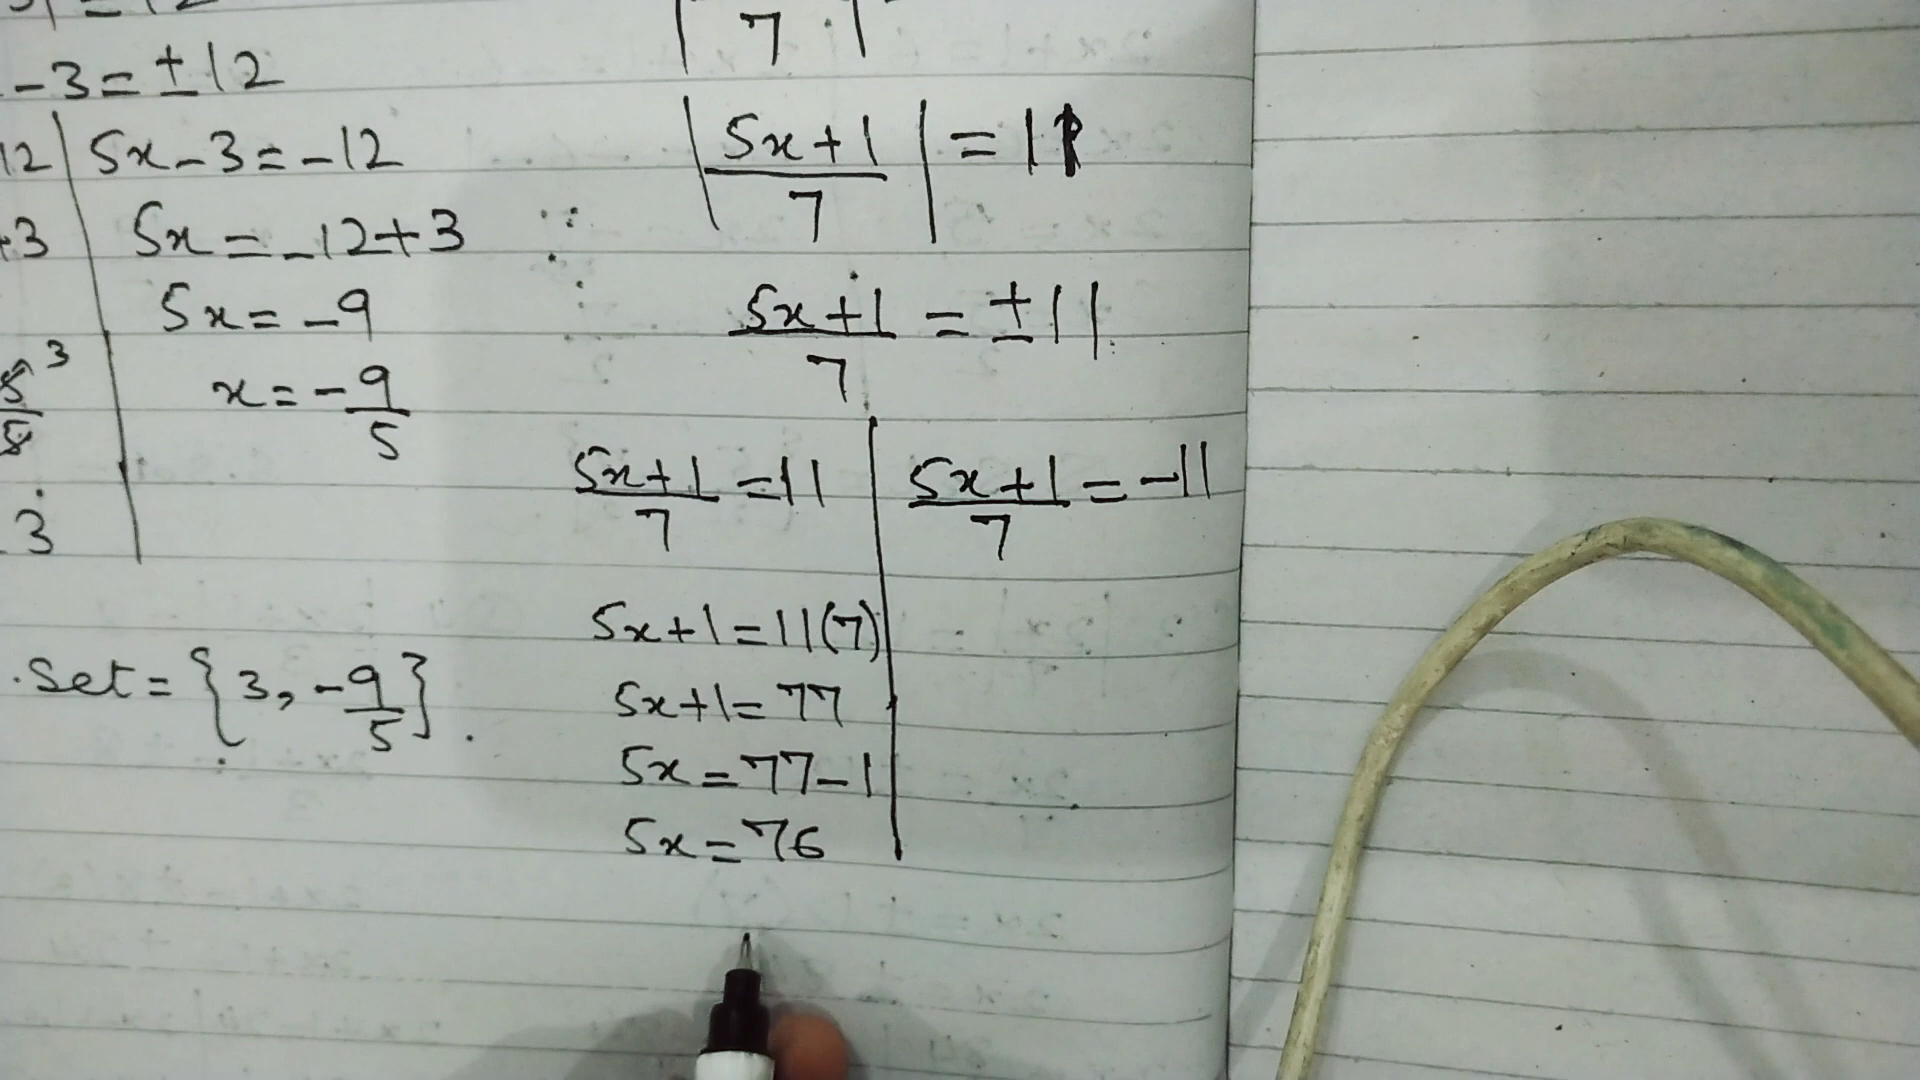 -3=±12
12 | 5x-3=-12
+3 | 5x=-12+3
5x=-9
x=-9/5
3
Set={3, -9/5}.
7
|5x+1/7|=11
5x+1/7=±11
5x+1/7=11 | 5x+1/7=-11
5x+1=11(7)
5x+1=77
5x=77-1
5x=76